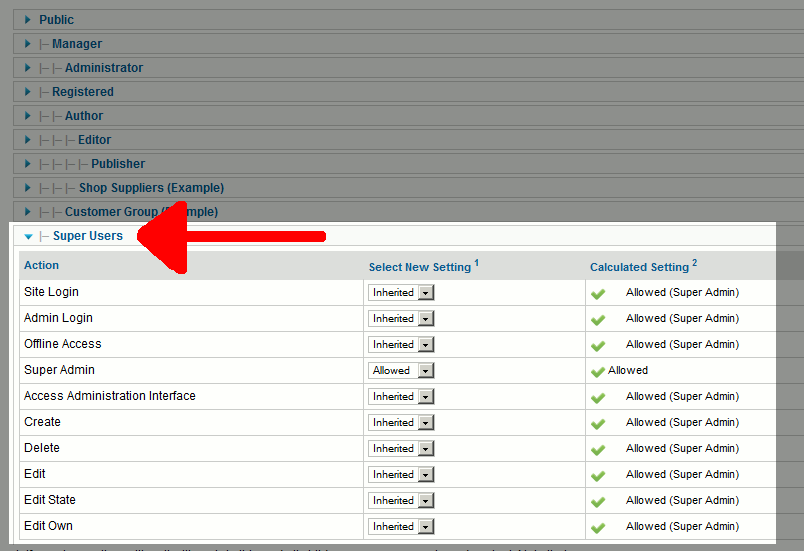 Public
|– Manager
|– |– Administrator
|– Registered
|– |– Author
|– |– |– Editor
|– |– |– |– Publisher
|– |– |– Shop Suppliers (Example)
|– |– Customer Group (Example)
|– Super Users
Action Select New Setting 1 Calculated Setting 2
Site Login Inherited Allowed (Super Admin)
Admin Login Inherited Allowed (Super Admin)
Offline Access Inherited Allowed (Super Admin)
Super Admin Allowed Allowed
Access Administration Interface Inherited Allowed (Super Admin)
Create Inherited Allowed (Super Admin)
Delete Inherited Allowed (Super Admin)
Edit Inherited Allowed (Super Admin)
Edit State Inherited Allowed (Super Admin)
Edit Own Inherited Allowed (Super Admin)